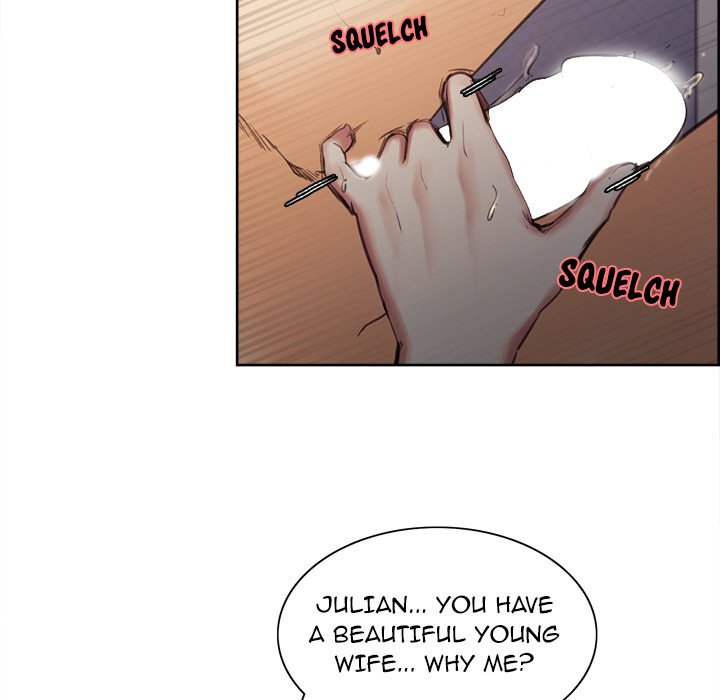 SQUELCH
SQUELCH
JULIAN... YOU HAVE
A BEAUTIFUL YOUNG
WIFE... WHY ME?